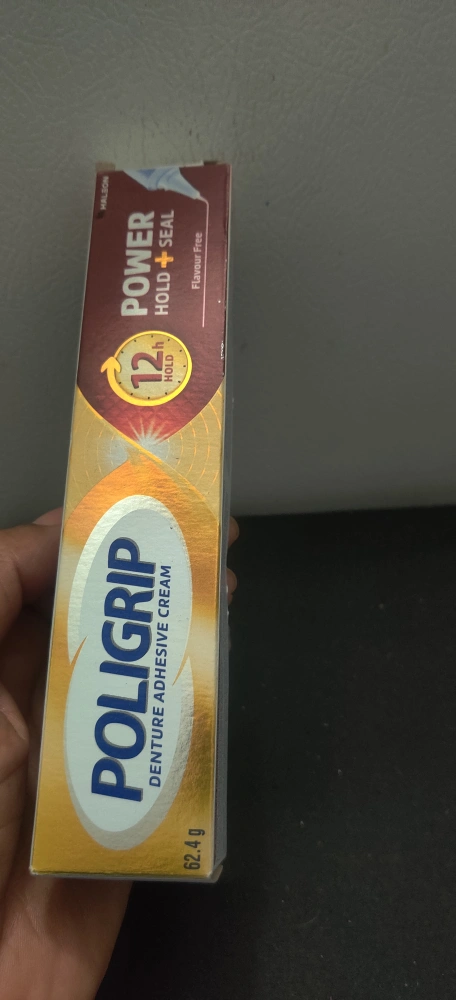 HALEON
POWER
HOLD + SEAL
Flavour Free
12h
HOLD
POLIGRIP
DENTURE ADHESIVE CREAM
62.4 g